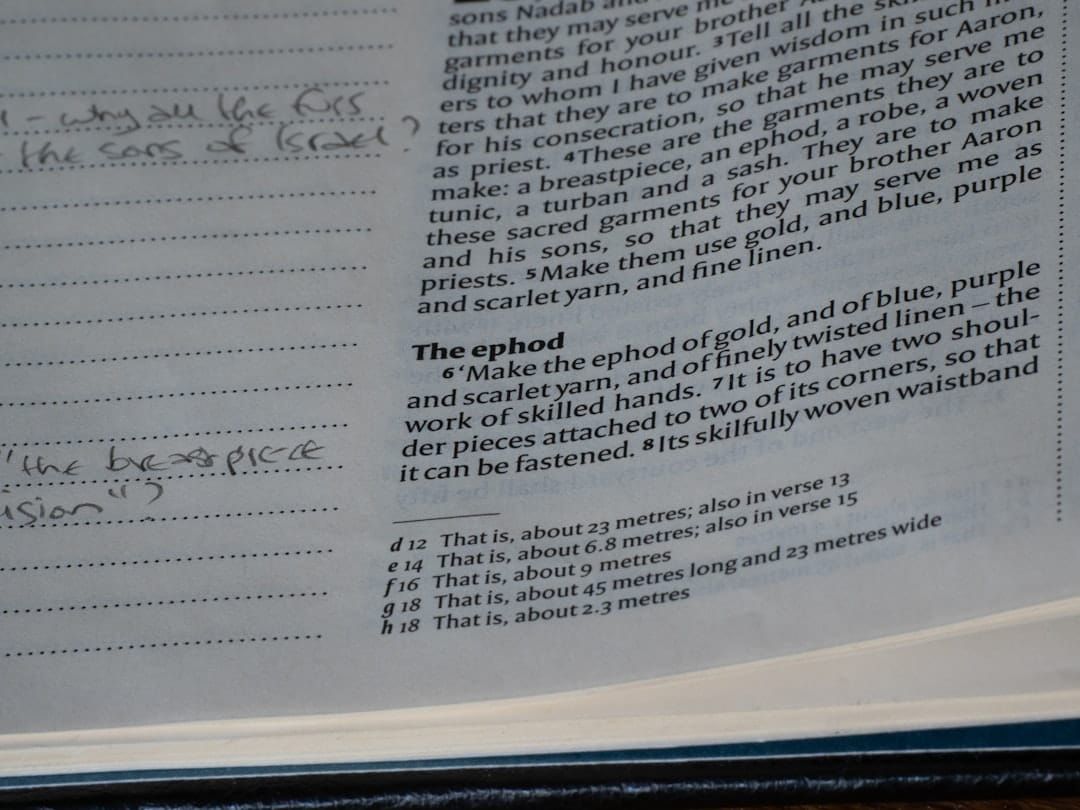 - why all the fuss
the sons of Israel?
"the breastpiece
ision"?
sons Nadab
that they may serve
garments for your brother
dignity and honour. 3Tell all the
ers to whom I have given wisdom in such
ters that they are to make garments for Aaron,
for his consecration, so that he may serve me
as priest. 4These are the garments they are to
make: a breastpiece, an ephod, a robe, a woven
tunic, a turban and a sash. They are to make
these sacred garments for your brother Aaron
and his sons, so that they may serve me as
priests. 5Make them use gold, and blue, purple
and scarlet yarn, and fine linen.
The ephod
6‘Make the ephod of gold, and of blue, purple
and scarlet yarn, and of finely twisted linen – the
work of skilled hands. 7It is to have two shoul-
der pieces attached to two of its corners, so that
it can be fastened. 8Its skilfully woven waistband
d 12 That is, about 23 metres; also in verse 13
e 14 That is, about 6.8 metres; also in verse 15
f 16 That is, about 9 metres
g 18 That is, about 45 metres long and 23 metres wide
h 18 That is, about 2.3 metres